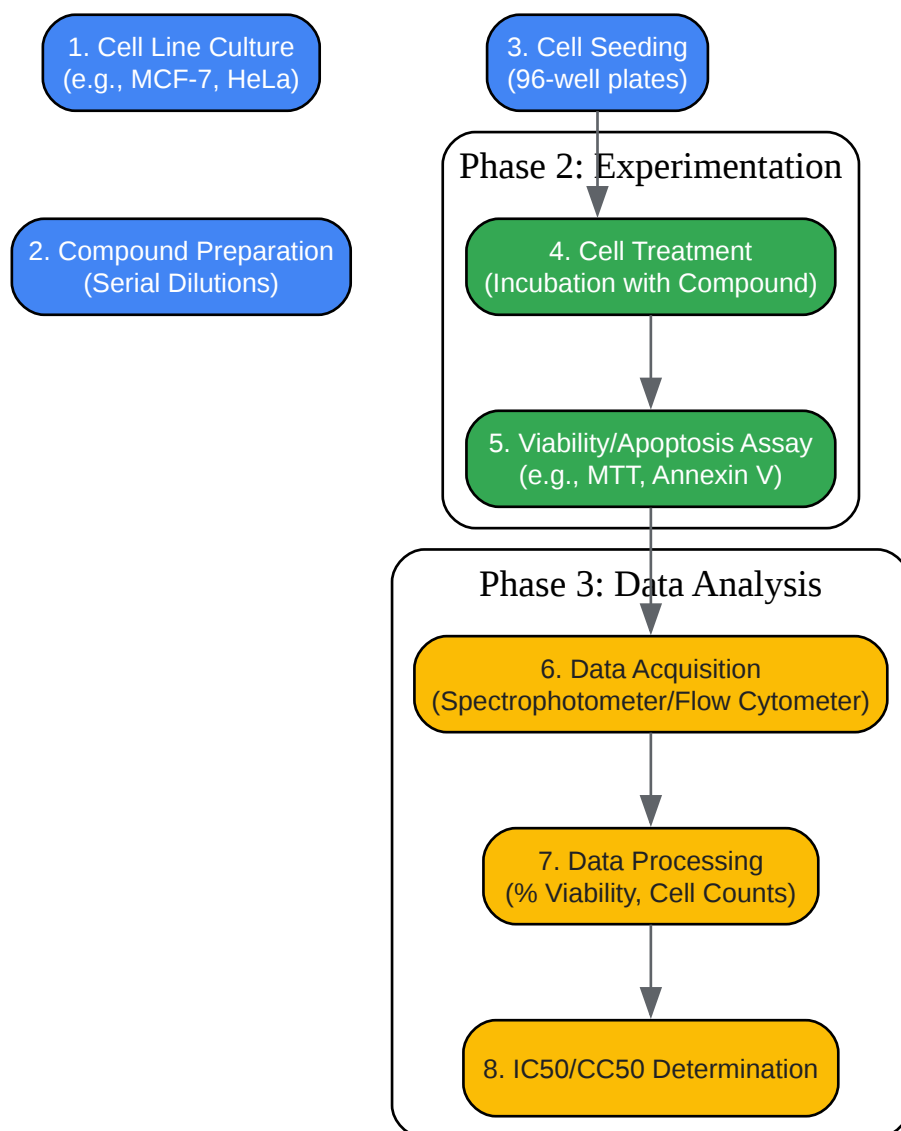 1. Cell Line Culture
(e.g., MCF-7, HeLa)
3. Cell Seeding
(96-well plates)
Phase 2: Experimentation
2. Compound Preparation
(Serial Dilutions)
4. Cell Treatment
(Incubation with Compound)
5. Viability/Apoptosis Assay
(e.g., MTT, Annexin V)
Phase 3: Data Analysis
6. Data Acquisition
(Spectrophotometer/Flow Cytometer)
7. Data Processing
(% Viability, Cell Counts)
8. IC50/CC50 Determination